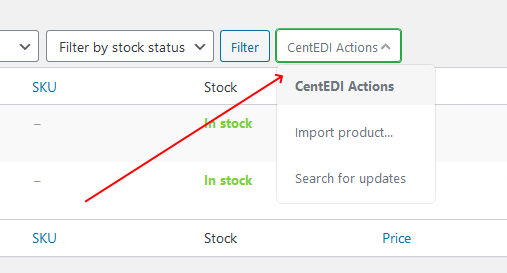 Filter by stock status Filter CentEDI Actions
SKU Stock CentEDI Actions
– In stock Import product...
– In stock Search for updates
SKU Stock Price